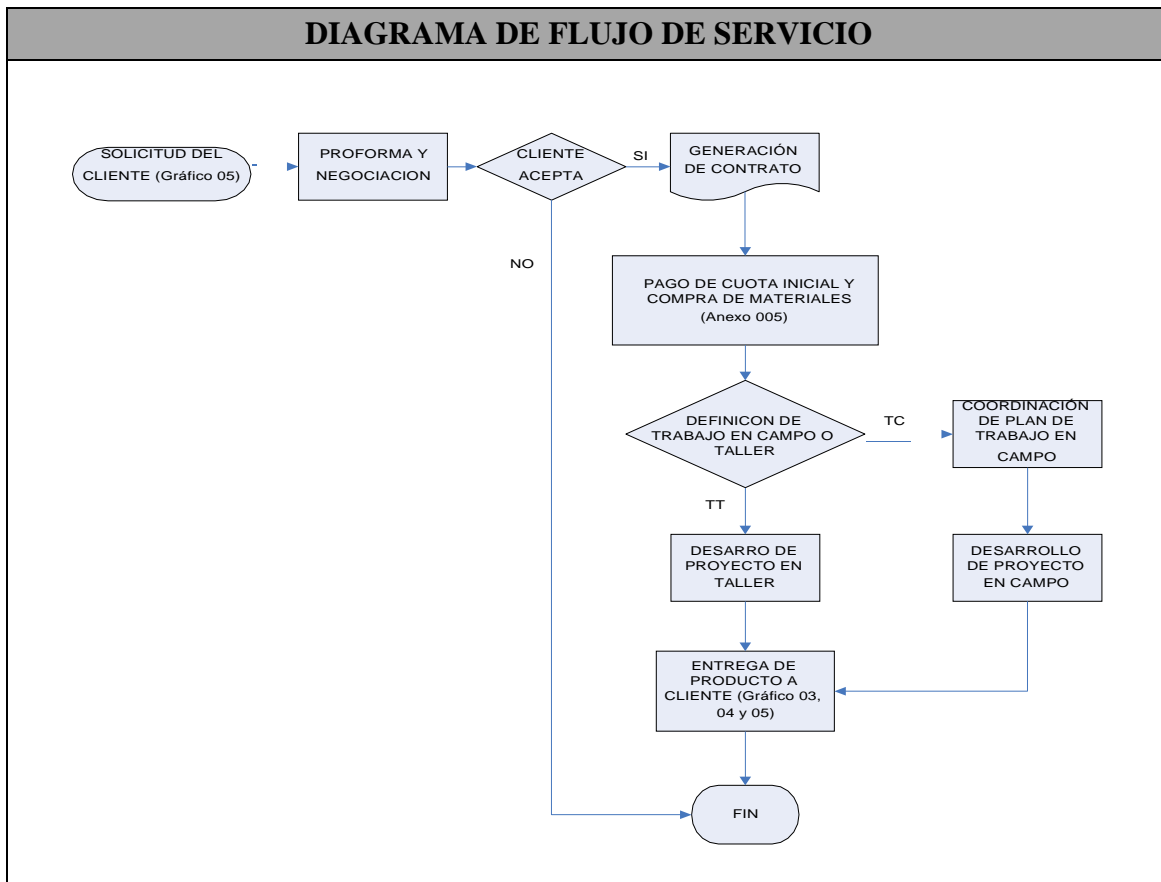 DIAGRAMA DE FLUJO DE SERVICIO
SOLICITUD DEL
CLIENTE (Gráfico 05)
PROFORMA Y
NEGOCIACION
CLIENTE
ACEPTA
SI
GENERACIÓN
DE CONTRATO
NO
PAGO DE CUOTA INICIAL Y
COMPRA DE MATERIALES
(Anexo 005)
DEFINICON DE
TRABAJO EN CAMPO O
TALLER
TC
COORDINACIÓN
DE PLAN DE
TRABAJO EN
CAMPO
TT
DESARRO DE
PROYECTO EN
TALLER
DESARROLLO
DE PROYECTO
EN CAMPO
ENTREGA DE
PRODUCTO A
CLIENTE (Gráfico 03,
04 y 05)
FIN